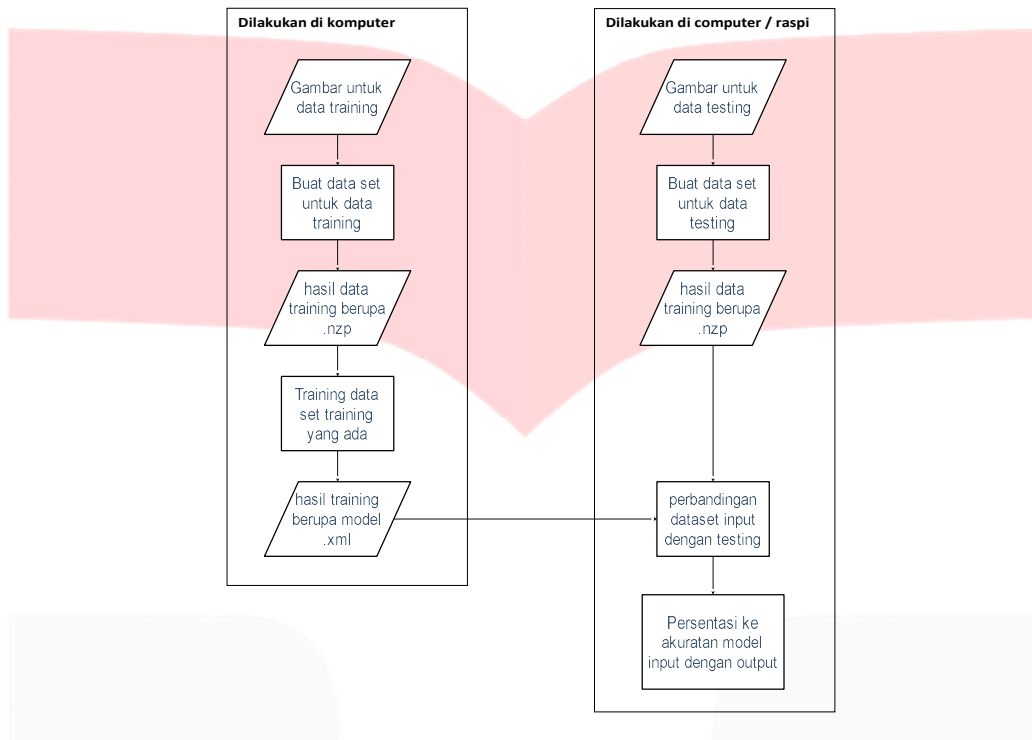 Dilakukan di komputer
Gambar untuk
data training
Buat data set
untuk data
training
hasil data
training berupa
.nzp
Training data
set training
yang ada
hasil training
berupa model
.xml
Dilakukan di computer / raspi
Gambar untuk
data testing
Buat data set
untuk data
testing
hasil data
training berupa
.nzp
perbandingan
dataset input
dengan testing
Persentasi ke
akuratan model
input dengan output